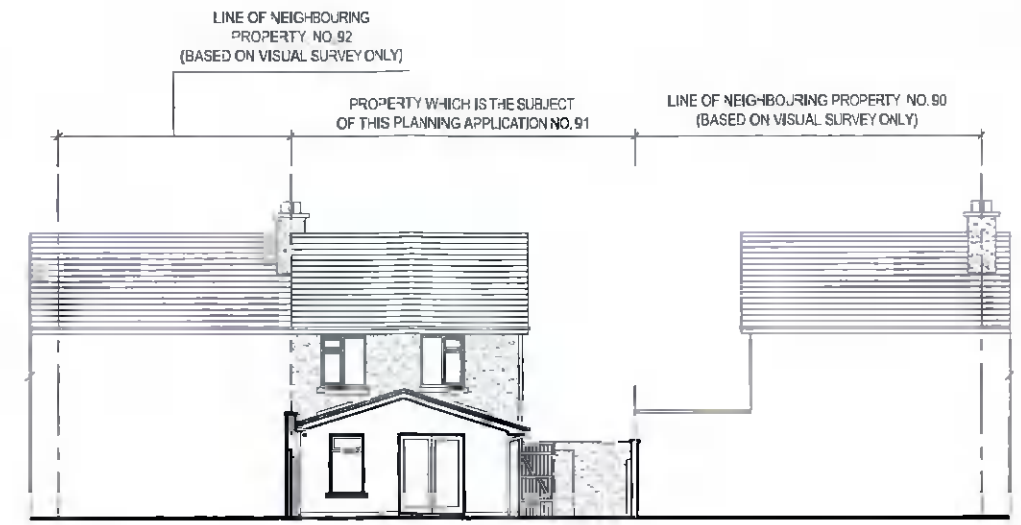 LINE OF NEIGHBOURING
PROPERTY NO. 92
(BASED ON VISUAL SURVEY ONLY)
PROPERTY WHICH IS THE SUBJECT
OF THIS PLANNING APPLICATION NO. 91
LINE OF NEIGHBOURING PROPERTY NO. 90
(BASED ON VISUAL SURVEY ONLY)